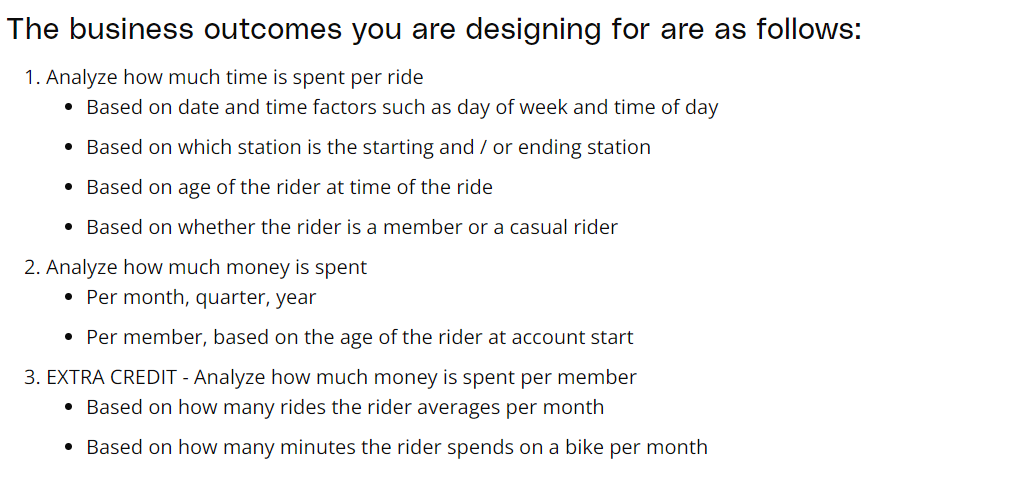 The business outcomes you are designing for are as follows:
1. Analyze how much time is spent per ride
• Based on date and time factors such as day of week and time of day
• Based on which station is the starting and / or ending station
• Based on age of the rider at time of the ride
• Based on whether the rider is a member or a casual rider
2. Analyze how much money is spent
• Per month, quarter, year
• Per member, based on the age of the rider at account start
3. EXTRA CREDIT - Analyze how much money is spent per member
• Based on how many rides the rider averages per month
• Based on how many minutes the rider spends on a bike per month